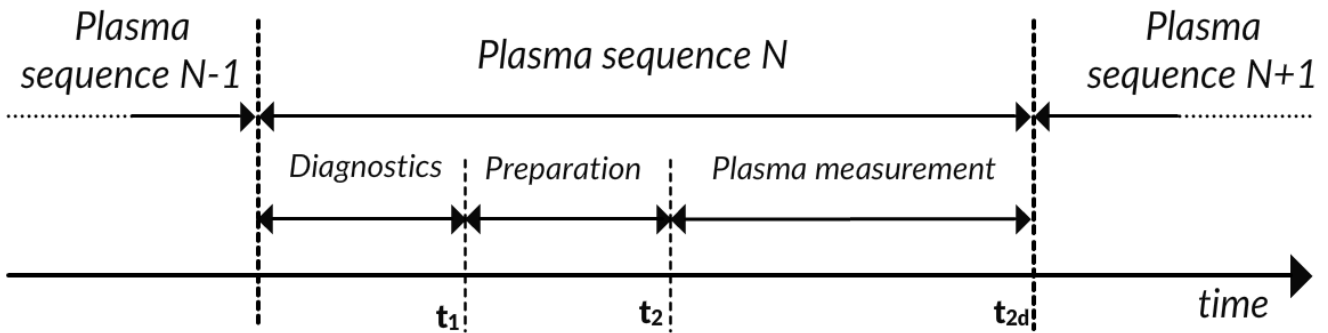 Plasma
sequence N-1
Plasma sequence N
Plasma
sequence N+1
Diagnostics
Preparation
Plasma measurement
t1
t2
t2d
time